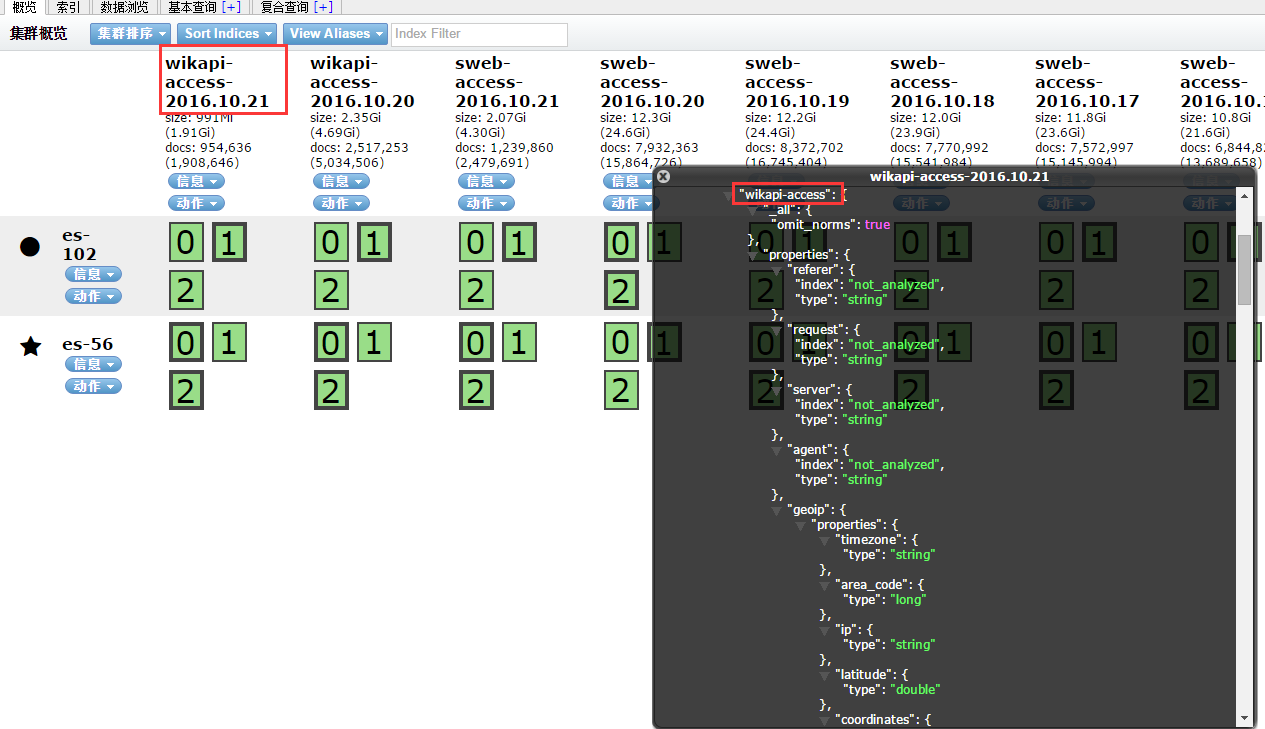 概览 索引 数据浏览 基本查询 [+] 复合查询 [+]
集群概览 集群排序 Sort Indices View Aliases Index Filter
wikapi-access-2016.10.21
size: 991Mi (1.91Gi)
docs: 954,636 (1,908,646)
信息
动作
wikapi-access-2016.10.20
size: 2.35Gi (4.69Gi)
docs: 2,517,253 (5,034,506)
信息
动作
sweb-access-2016.10.21
size: 2.07Gi (4.30Gi)
docs: 1,239,860 (2,479,691)
信息
动作
sweb-access-2016.10.20
size: 12.3Gi (24.6Gi)
docs: 7,932,363 (15,864,726)
信息
动作
sweb-access-2016.10.19
size: 12.2Gi (24.4Gi)
docs: 8,372,702 (16,745,404)
sweb-access-2016.10.18
size: 12.0Gi (23.9Gi)
docs: 7,770,992 (15,541,984)
动作
sweb-access-2016.10.17
size: 11.8Gi (23.6Gi)
docs: 7,572,997 (15,145,994)
动作
sweb-access-2016.10.1
size: 10.8Gi (21.6Gi)
docs: 6,844,8 (13,689,658)
动作
es-102
信息
动作
0 1 0 1 0 1 0 1 0 1 0 1 0 1 0
2 2 2 2 2 2 2 2
es-56
信息
动作
0 1 0 1 0 1 0 1 0 1 0 1 0 1 0
2 2 2 2 2 2 2 2
wikapi-access-2016.10.21
"wikapi-access": {
"_all": {
"omit_norms": true
},
"properties": {
"referer": {
"index": "not_analyzed",
"type": "string"
},
"request": {
"index": "not_analyzed",
"type": "string"
},
"server": {
"index": "not_analyzed",
"type": "string"
},
"agent": {
"index": "not_analyzed",
"type": "string"
},
"geoip": {
"properties": {
"timezone": {
"type": "string"
},
"area_code": {
"type": "long"
},
"ip": {
"type": "string"
},
"latitude": {
"type": "double"
},
"coordinates": {